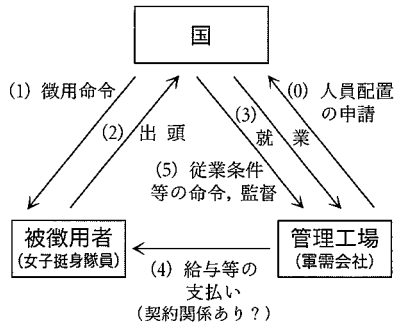 国
(1) 徴用命令
(0) 人員配置
の申請
(2) 出 頭
(3)
就 業
(5) 従業条件
等の命令，監督
被徴用者
(女子挺身隊員)
管理工場
(軍需会社)
(4) 給与等の
支払い
(契約関係あり？)